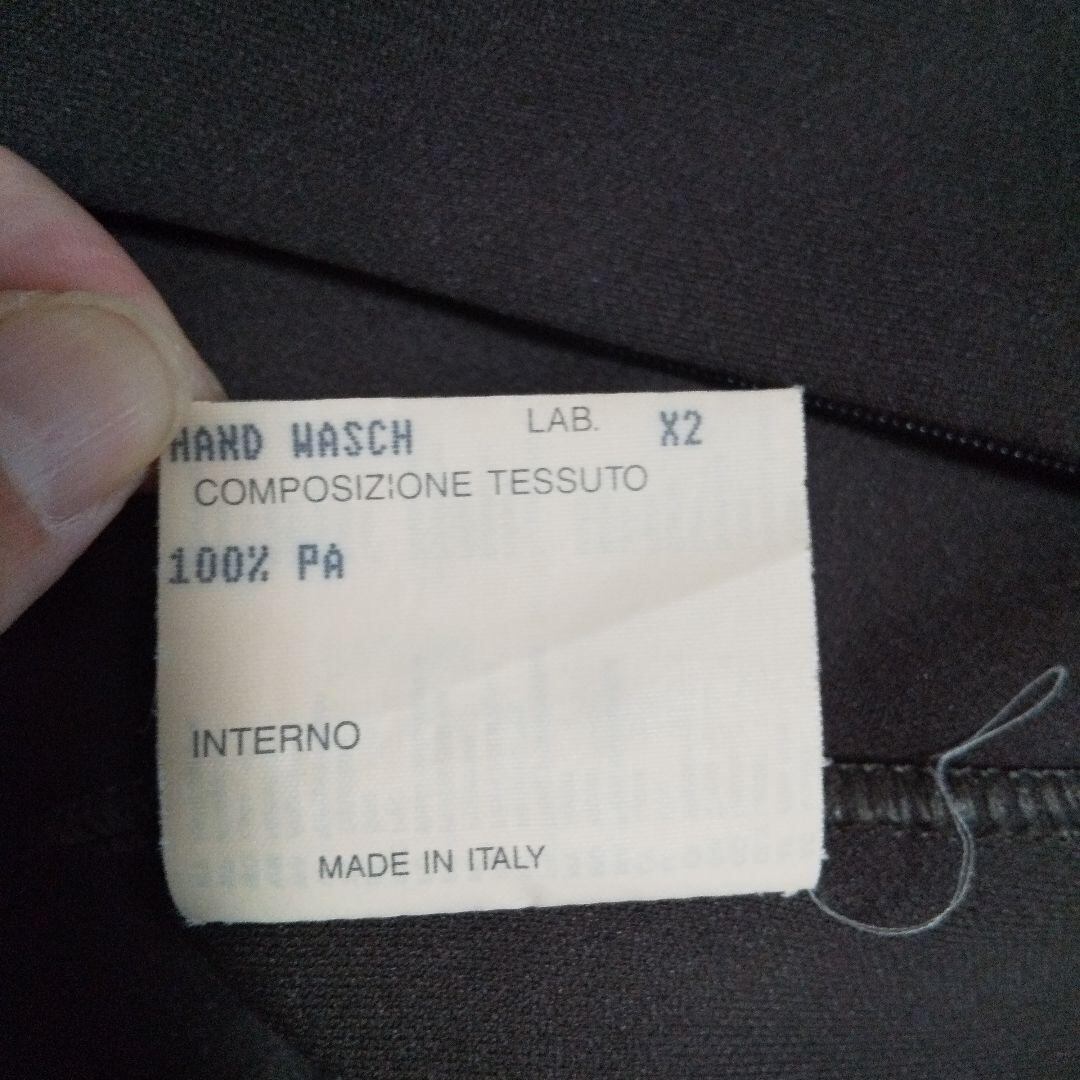 HAND WASCH LAB. X2
COMPOSIZIONE TESSUTO
100% PA
INTERNO
MADE IN ITALY